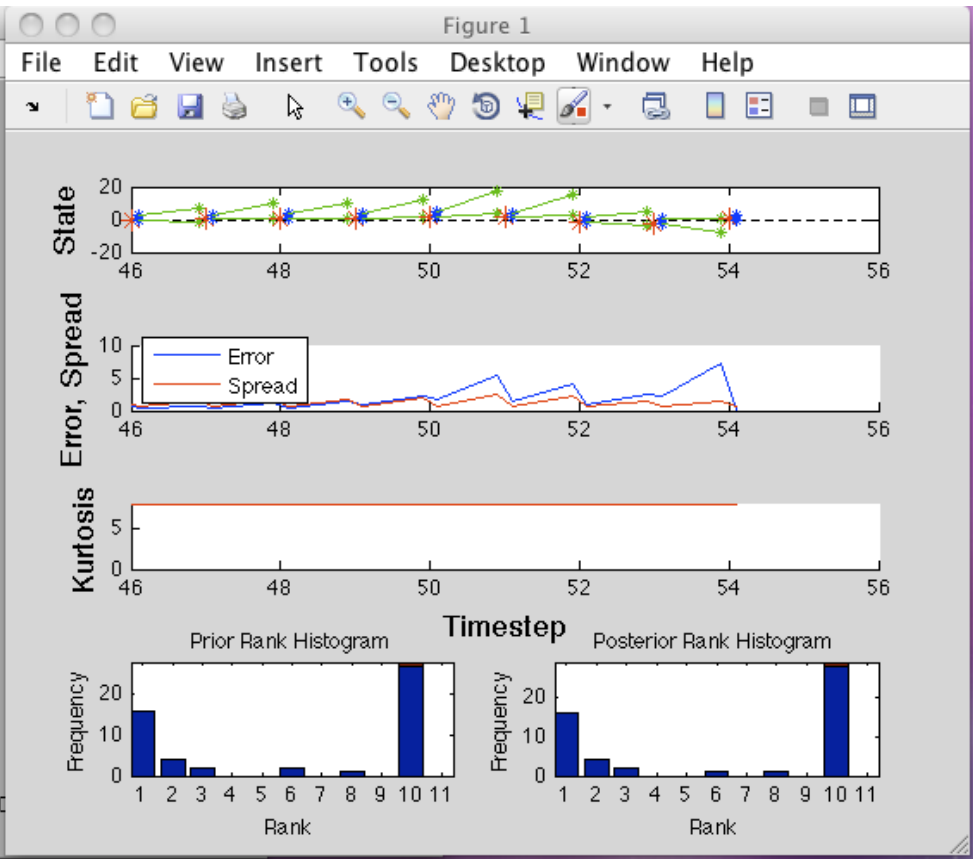 Figure 1
File Edit View Insert Tools Desktop Window Help
State
20
0
-20
46 48 50 52 54 56
Error, Spread
10
5
0
Error
Spread
46 48 50 52 54 56
Kurtosis
5
0
46 48 50 52 54 56
Timestep
Prior Rank Histogram
Frequency
20
10
0
1 2 3 4 5 6 7 8 9 10 11
Rank
Posterior Rank Histogram
Frequency
20
10
0
1 2 3 4 5 6 7 8 9 10 11
Rank